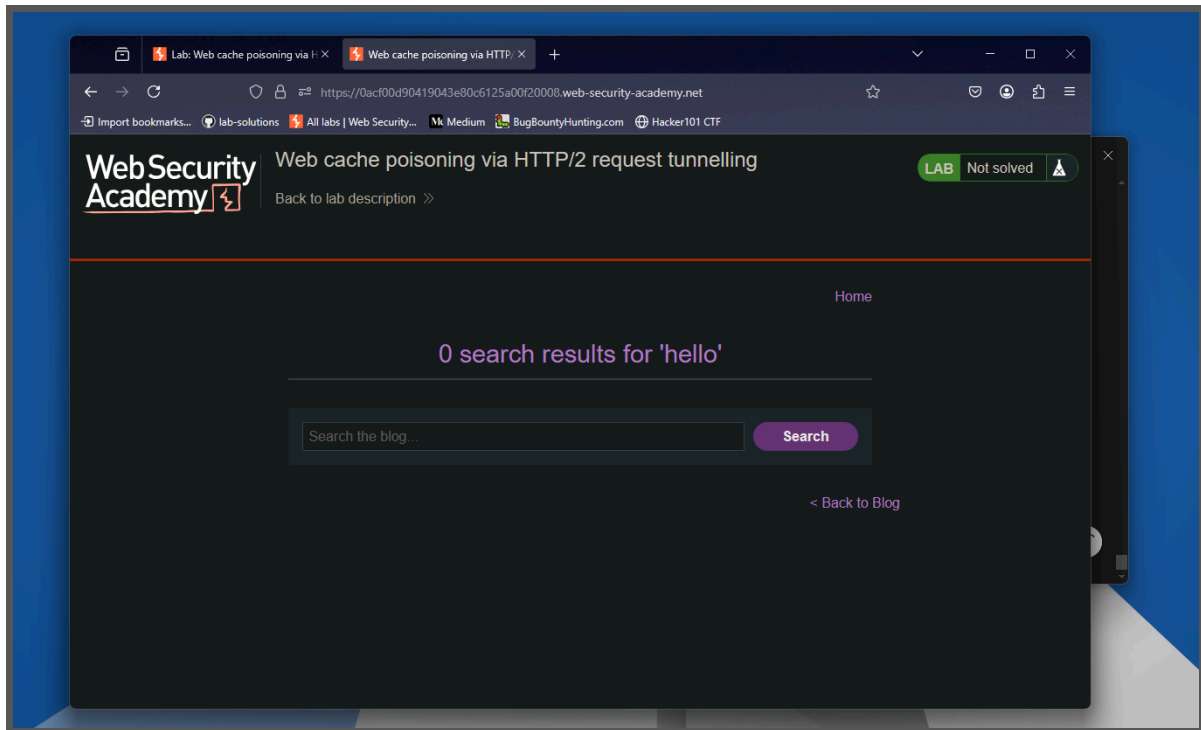 Lab: Web cache poisoning via H
Web cache poisoning via HTTP/
https://0acf00d90419043e80c6125a00f20008.web-security-academy.net
Import bookmarks...
lab-solutions
All labs | Web Security...
Medium
BugBountyHunting.com
Hacker101 CTF
Web Security
Academy
Web cache poisoning via HTTP/2 request tunnelling
Back to lab description
LAB Not solved
Home
0 search results for 'hello'
Search the blog...
Search
< Back to Blog